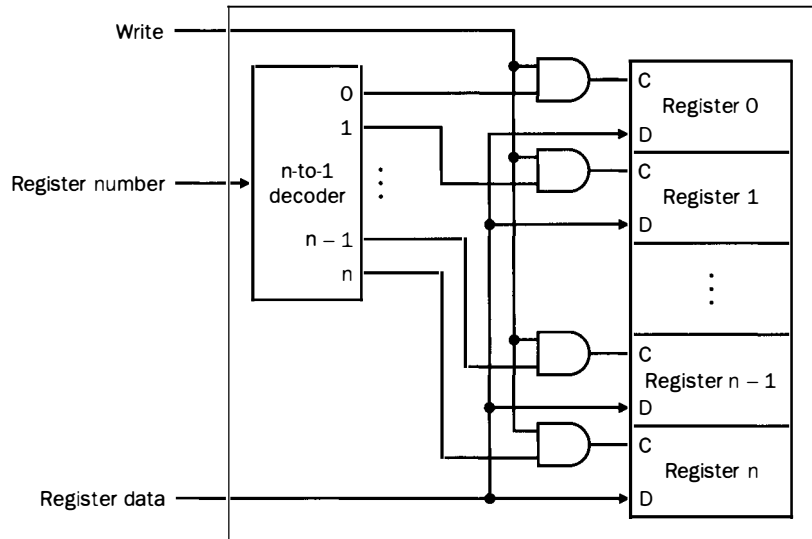 Write
0
1
n-to-1
decoder
⋮
n – 1
n
Register number
Register data
C
Register 0
D
C
Register 1
D
⋮
C
Register n – 1
D
C
Register n
D